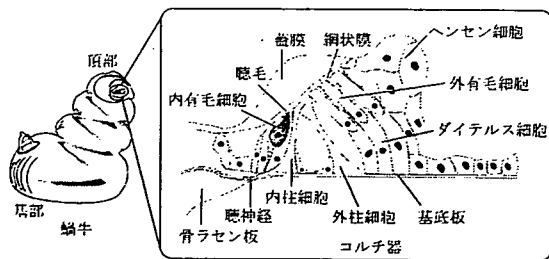 頂部
基部
蝸牛
蓋膜
網状膜
ヘンセン細胞
聴毛
内有毛細胞
外有毛細胞
ダイテルス細胞
内柱細胞
聴神経
外柱細胞
基底板
骨ラセン板
コルチ器